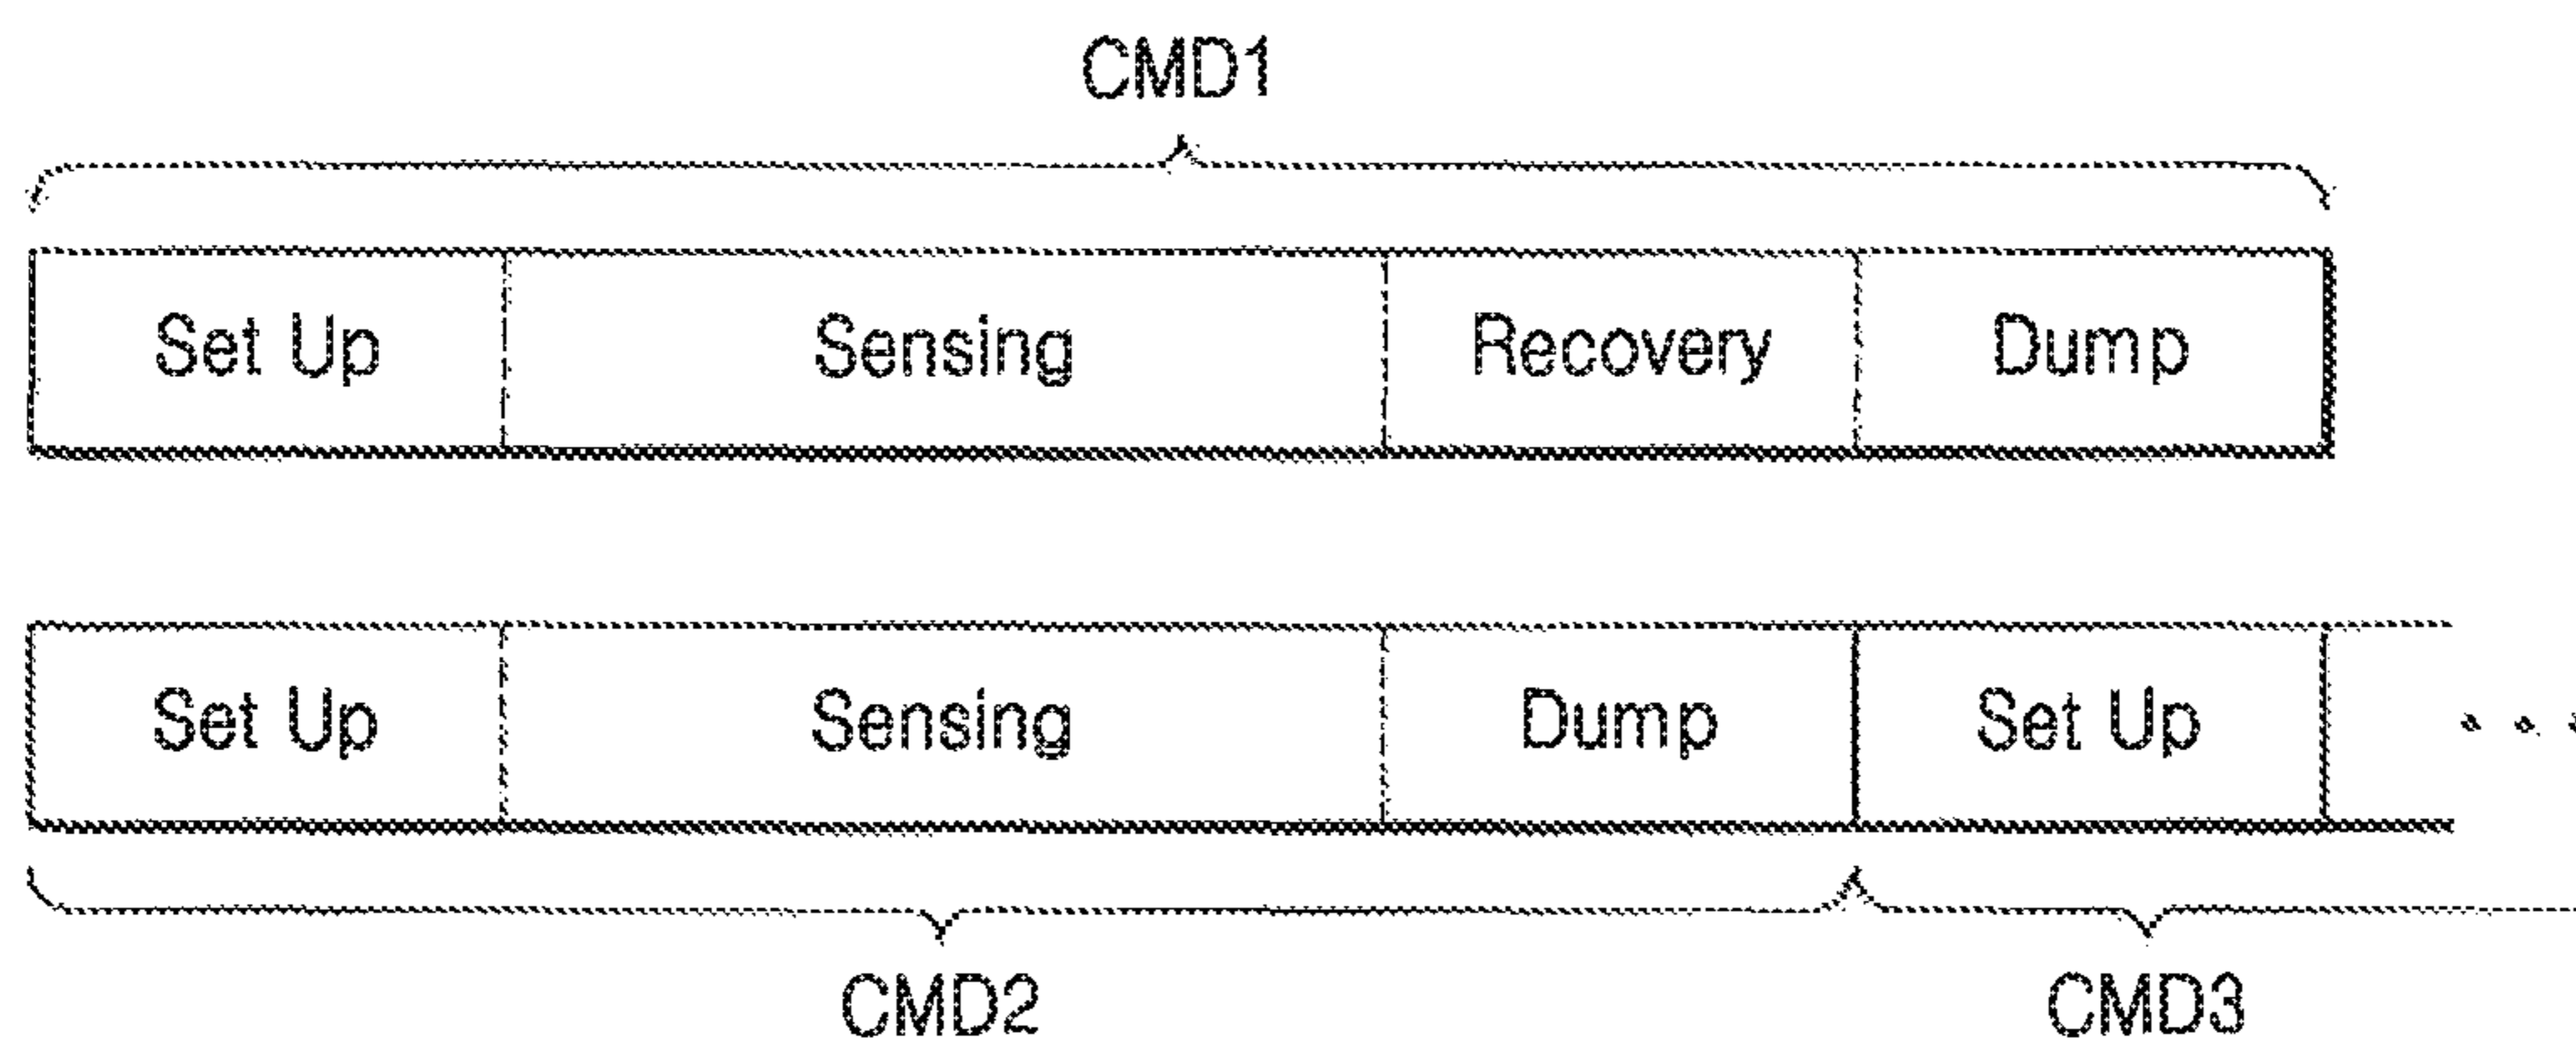 CMD1
Set Up Sensing Recovery Dump
Set Up Sensing Dump Set Up ...
CMD2 CMD3